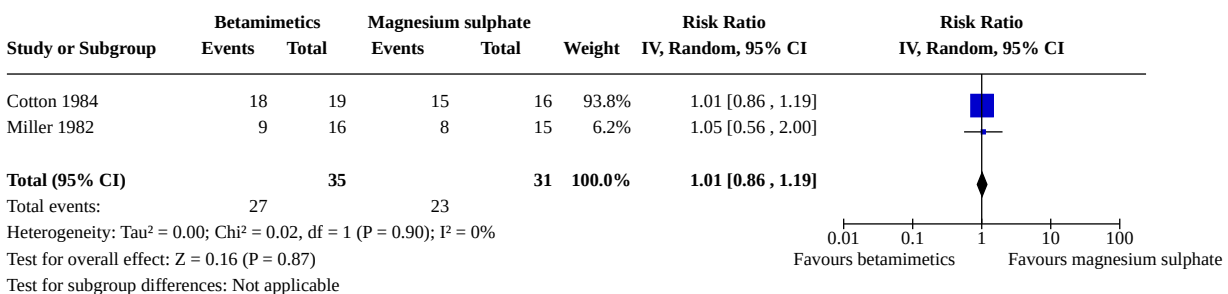 Betamimetics Magnesium sulphate Risk Ratio Risk Ratio
Study or Subgroup Events Total Events Total Weight IV, Random, 95% CI IV, Random, 95% CI
Cotton 1984 18 19 15 16 93.8% 1.01 [0.86 , 1.19]
Miller 1982 9 16 8 15 6.2% 1.05 [0.56 , 2.00]
Total (95% CI) 35 31 100.0% 1.01 [0.86 , 1.19]
Total events: 27 23
Heterogeneity: Tau² = 0.00; Chi² = 0.02, df = 1 (P = 0.90); I² = 0%
0.01 0.1 1 10 100
Test for overall effect: Z = 0.16 (P = 0.87) Favours betamimetics Favours magnesium sulphate
Test for subgroup differences: Not applicable